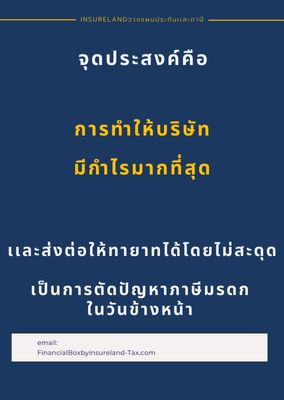 INSURELANDวางแผนประกันและภาษี
จุดประสงค์คือ
การทำให้บริษัท
มีกำไรมากที่สุด
และส่งต่อให้ทายาทได้โดยไม่สะดุด
เป็นการตัดปัญหาภาษีมรดก
ในวันข้างหน้า
email:
FinancialBoxbyinsureland-Tax.com